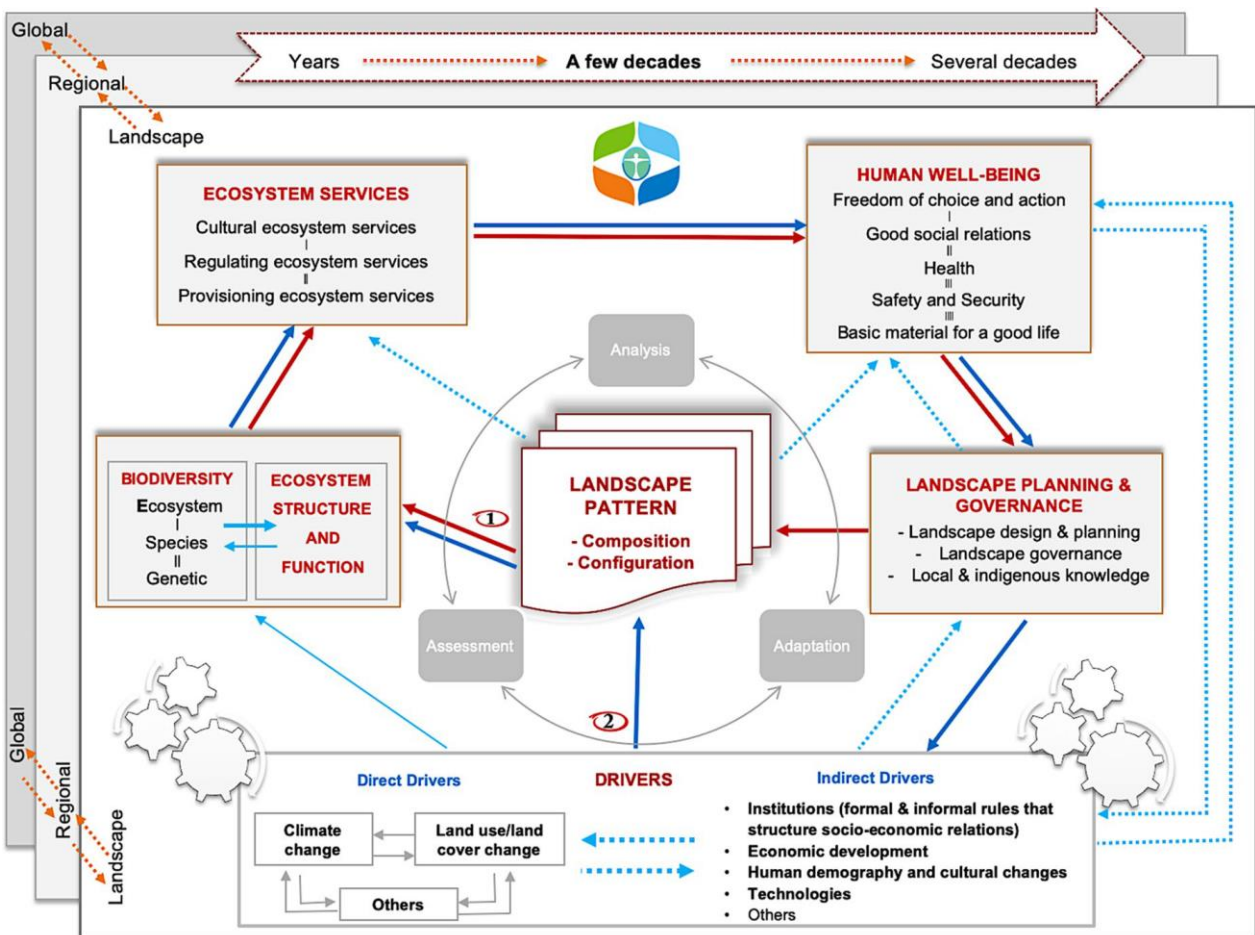 Global
Regional
Landscape
Years
A few decades
Several decades
ECOSYSTEM SERVICES
Cultural ecosystem services
Regulating ecosystem services
Provisioning ecosystem services
HUMAN WELL-BEING
Freedom of choice and action
Good social relations
Health
Safety and Security
Basic material for a good life
Analysis
BIODIVERSITY
Ecosystem
Species
Genetic
ECOSYSTEM
STRUCTURE
AND
FUNCTION
1
LANDSCAPE
PATTERN
- Composition
- Configuration
LANDSCAPE PLANNING &
GOVERNANCE
- Landscape design & planning
- Landscape governance
- Local & indigenous knowledge
Assessment
Adaptation
2
Global
Regional
Landscape
Direct Drivers
DRIVERS
Indirect Drivers
Climate
change
Land use/land
cover change
Others
• Institutions (formal & informal rules that
structure socio-economic relations)
• Economic development
• Human demography and cultural changes
• Technologies
• Others